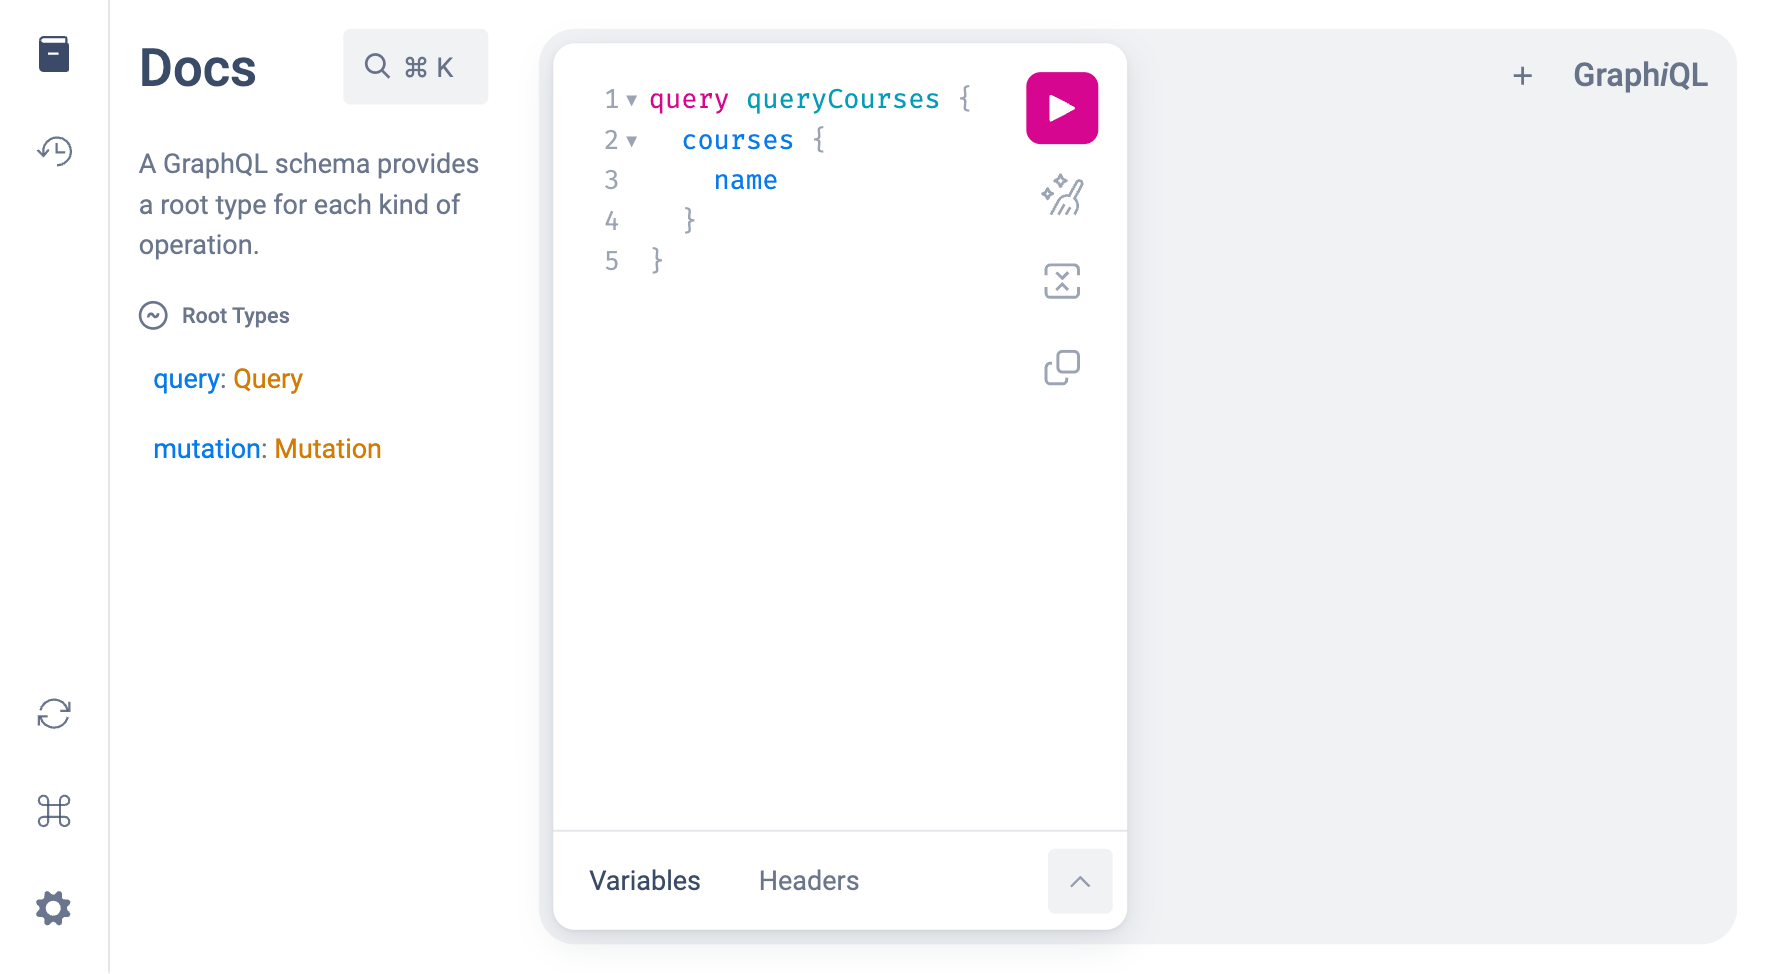 Docs
⌘ K
A GraphQL schema provides
a root type for each kind of
operation.
Root Types
query: Query
mutation: Mutation
1 query queryCourses {
2 courses {
3 name
4 }
5 }
Variables
Headers
+ GraphiQL